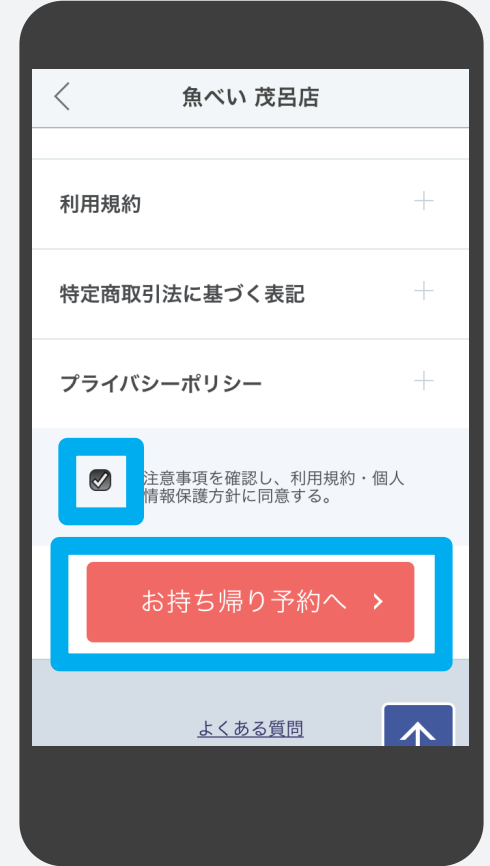 魚べい 茂呂店
利用規約
特定商取引法に基づく表記
プライバシーポリシー
注意事項を確認し、利用規約・個人
情報保護方針に同意する。
お持ち帰り予約へ
よくある質問